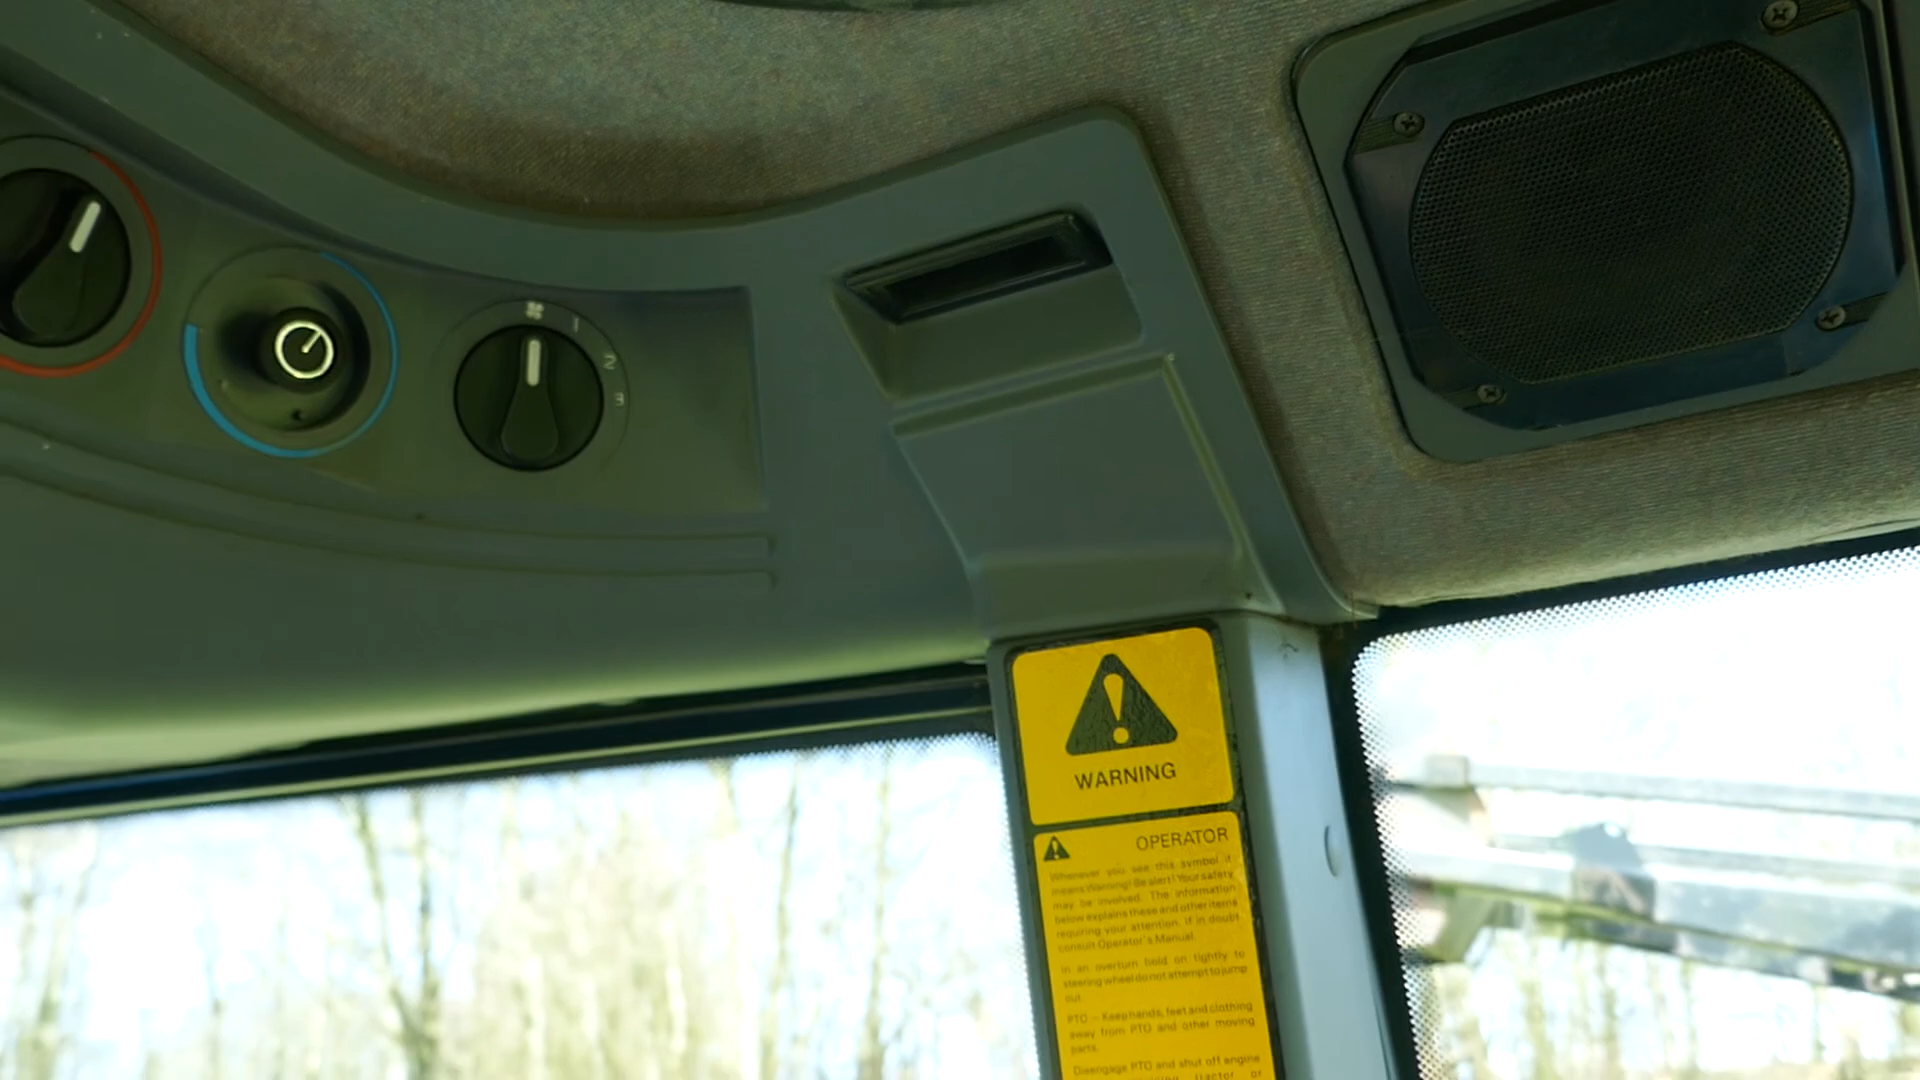 1
2
3
WARNING
OPERATOR
Whenever you see this symbol it
means Warning! Be alert! Your safety
may be involved. The information
below explains these and other items
requiring your attention. If in doubt
consult Operator's Manual.
In an overturn hold on tightly to
steering wheel do not attempt to jump
out.
PTO – Keep hands, feet and clothing
away from PTO and other moving
parts.
Disengage PTO and shut off engine
tractor or